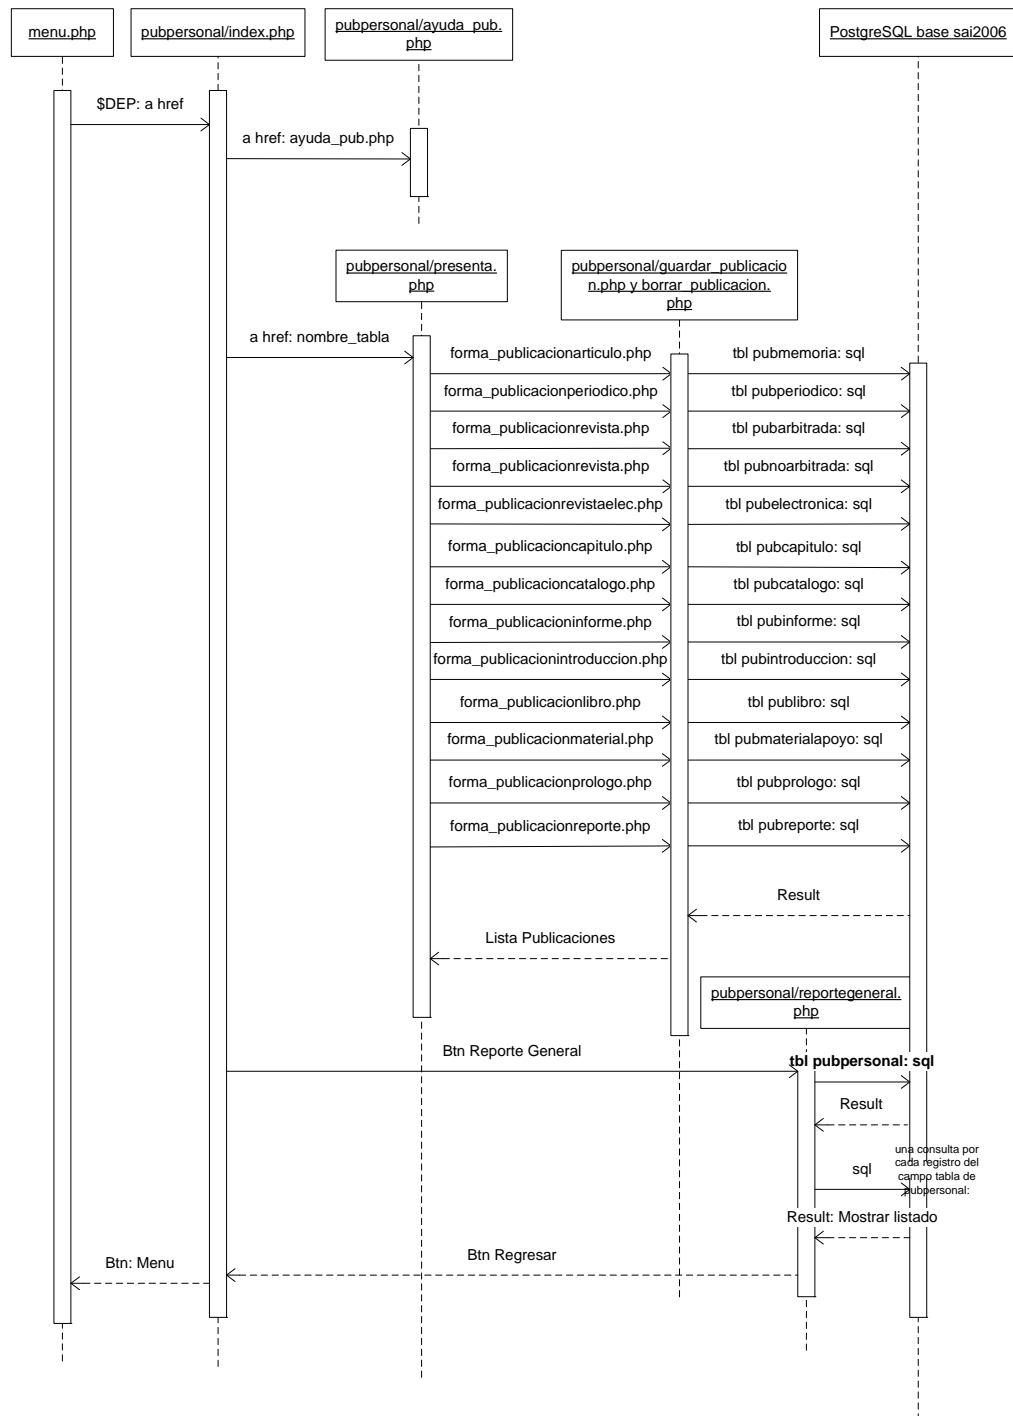 menu.php
pubpersonal/index.php
pubpersonal/ayuda_pub.
php
PostgreSQL base sai2006
$DEP: a href
a href: ayuda_pub.php
pubpersonal/presenta.
php
pubpersonal/guardar_publicacio
n.php y borrar_publicacion.
php
a href: nombre_tabla
forma_publicacionarticulo.php
tbl pubmemoria: sql
forma_publicacionperiodico.php
tbl pubperiodico: sql
forma_publicacionrevista.php
tbl pubarbitrada: sql
forma_publicacionrevista.php
tbl pubnoarbitrada: sql
forma_publicacionrevistaelec.php
tbl pubelectronica: sql
forma_publicacioncapitulo.php
tbl pubcapitulo: sql
forma_publicacioncatalogo.php
tbl pubcatalogo: sql
forma_publicacioninforme.php
tbl pubinforme: sql
forma_publicacionintroduccion.php
tbl pubintroduccion: sql
forma_publicacionlibro.php
tbl publibro: sql
forma_publicacionmaterial.php
tbl pubmaterialapoyo: sql
forma_publicacionprologo.php
tbl pubprologo: sql
forma_publicacionreporte.php
tbl pubreporte: sql
Result
Lista Publicaciones
pubpersonal/reportegeneral.
php
Btn Reporte General
tbl pubpersonal: sql
Result
una consulta por
cada registro del
campo tabla de
pubpersonal:
sql
Result: Mostrar listado
Btn Regresar
Btn: Menu